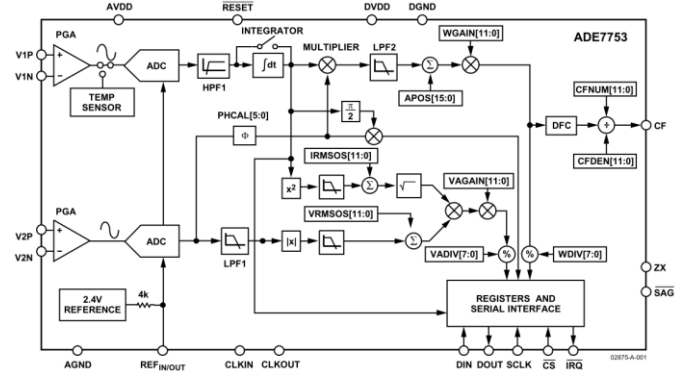 AVDD
RESET
DVDD
DGND
INTEGRATOR
WGAIN[11:0]
ADE7753
PGA
MULTIPLIER
LPF2
V1P
+
ADC
∫dt
×
Σ
×
CFNUM[11:0]
V1N
−
HPF1
TEMP
SENSOR
APOS[15:0]
PHCAL[5:0]
π
2
DFC
÷
CF
Φ
×
IRMSOS[11:0]
CFDEN[11:0]
x²
Σ
√
VAGAIN[11:0]
PGA
VRMSOS[11:0]
×
×
V2P
+
ADC
|x|
Σ
V2N
−
LPF1
VADIV[7:0]
%
%
WDIV[7:0]
ZX
2.4V
REFERENCE
4k
REGISTERS AND
SERIAL INTERFACE
SAG
AGND
REFIN/OUT
CLKIN
CLKOUT
DIN
DOUT
SCLK
CS
IRQ
02875-A-001